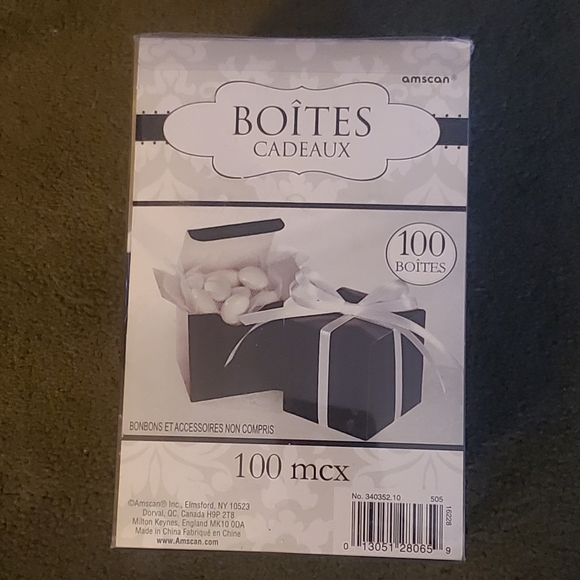 amscan®
BOÎTES
CADEAUX
100
BOÎTES
BONBONS ET ACCESSOIRES NON COMPRIS
100 mcx
©Amscan® Inc., Elmsford, NY 10523
Dorval, QC, Canada H9P 2T8
Milton Keynes, England MK10 0DA
Made in China Fabriqué en Chine
www.Amscan.com
No. 340352.10 505
16228
0 13051 28065 9